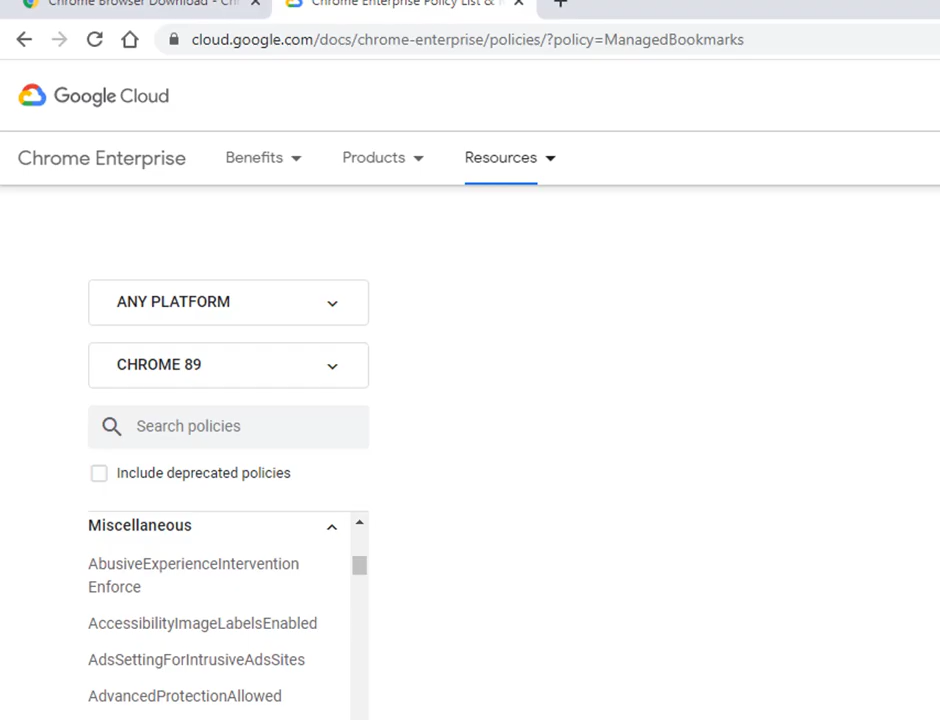 Chrome Browser Download - Ch
Chrome Enterprise Policy List &
cloud.google.com/docs/chrome-enterprise/policies/?policy=ManagedBookmarks
Google Cloud
Chrome Enterprise Benefits Products Resources
ANY PLATFORM
CHROME 89
Search policies
Include deprecated policies
Miscellaneous
AbusiveExperienceIntervention
Enforce
AccessibilityImageLabelsEnabled
AdsSettingForIntrusiveAdsSites
AdvancedProtectionAllowed